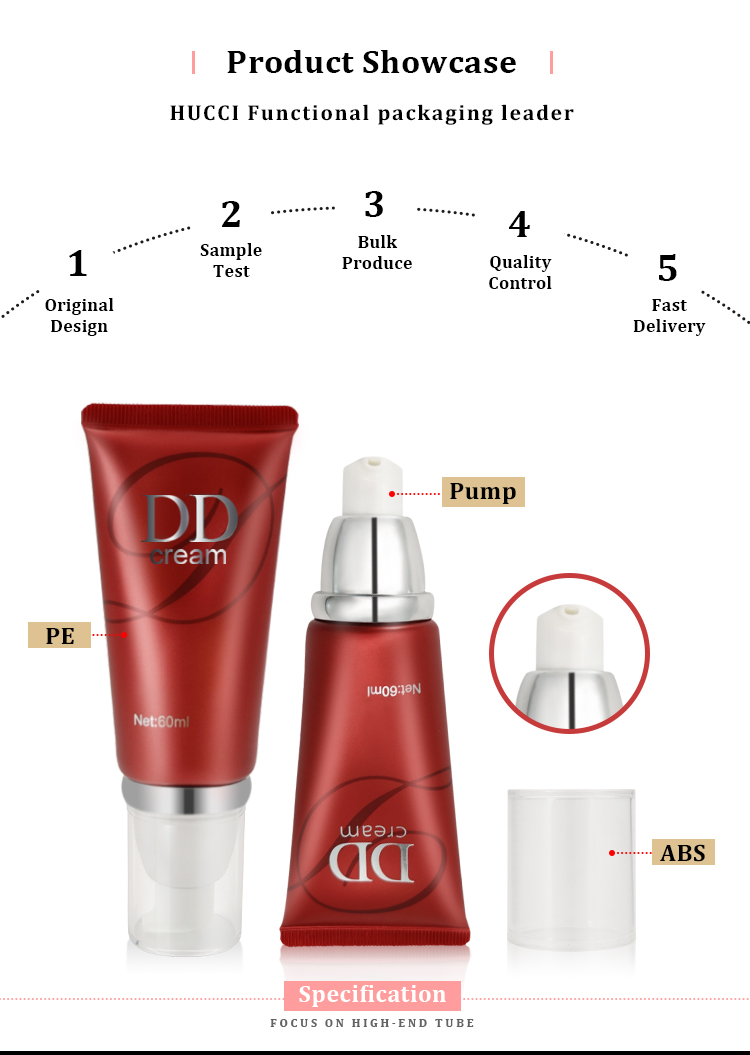 Product Showcase
HUCCI Functional packaging leader
1
Original
Design
2
Sample
Test
3
Bulk
Produce
4
Quality
Control
5
Fast
Delivery
DD
cream
Net:60ml
PE
Pump
Net:60ml
DD
cream
ABS
Specification
FOCUS ON HIGH-END TUBE